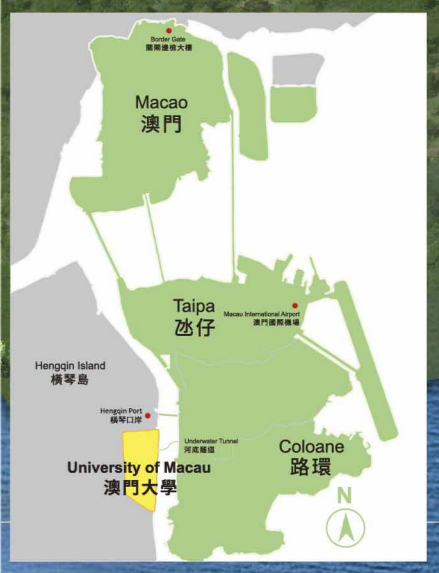 Border Gate
關閘邊檢大樓
Macao
澳門
Taipa
氹仔
Macau International Airport
澳門國際機場
Hengqin Island
橫琴島
Hengqin Port
橫琴口岸
Underwater Tunnel
河底隧道
University of Macau
澳門大學
Coloane
路環
N